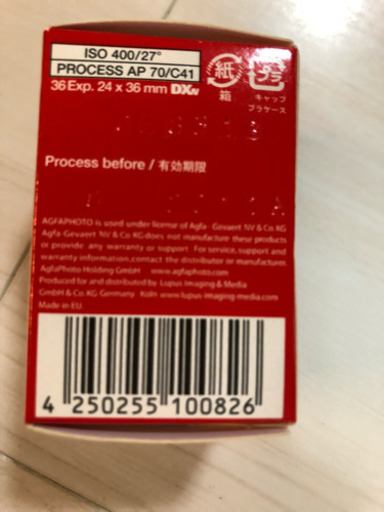 ISO 400/27°
PROCESS AP 70/C41
36 Exp. 24 x 36 mm DXN
紙
箱
プラ
キャップ
プラケース
Process before / 有効期限
AGFAPHOTO is used under license of Agfa - Gevaert NV & Co. KG
Agfa-Gevaert NV & Co. KG does not manufacture these products
or provide any warranty or support. For service, support and
warranty information, contact the distributor or manufacturer.
AgfaPhoto Holding GmbH www.agfaphoto.com
Produced for and distributed by Lupus Imaging & Media
GmbH & Co. KG Germany Köln www.lupus-imaging-media.com
Made in EU
4 250255 100826